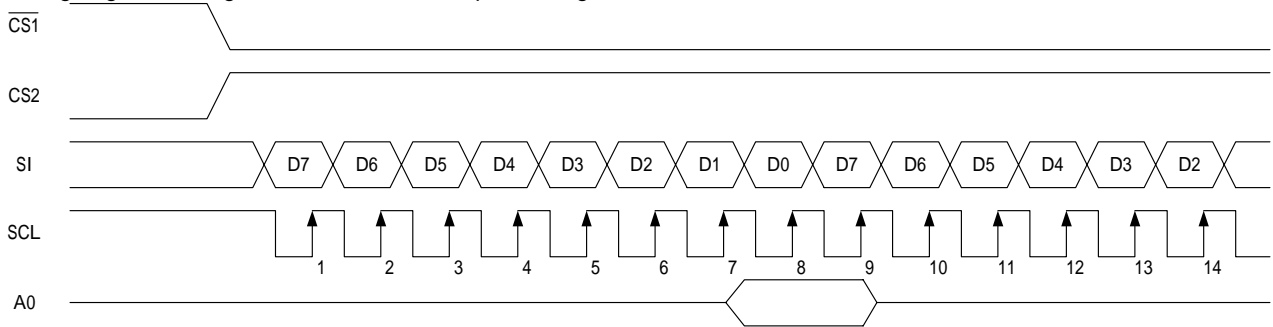 CS1
CS2
SI D7 D6 D5 D4 D3 D2 D1 D0 D7 D6 D5 D4 D3 D2
SCL
1 2 3 4 5 6 7 8 9 10 11 12 13 14
A0